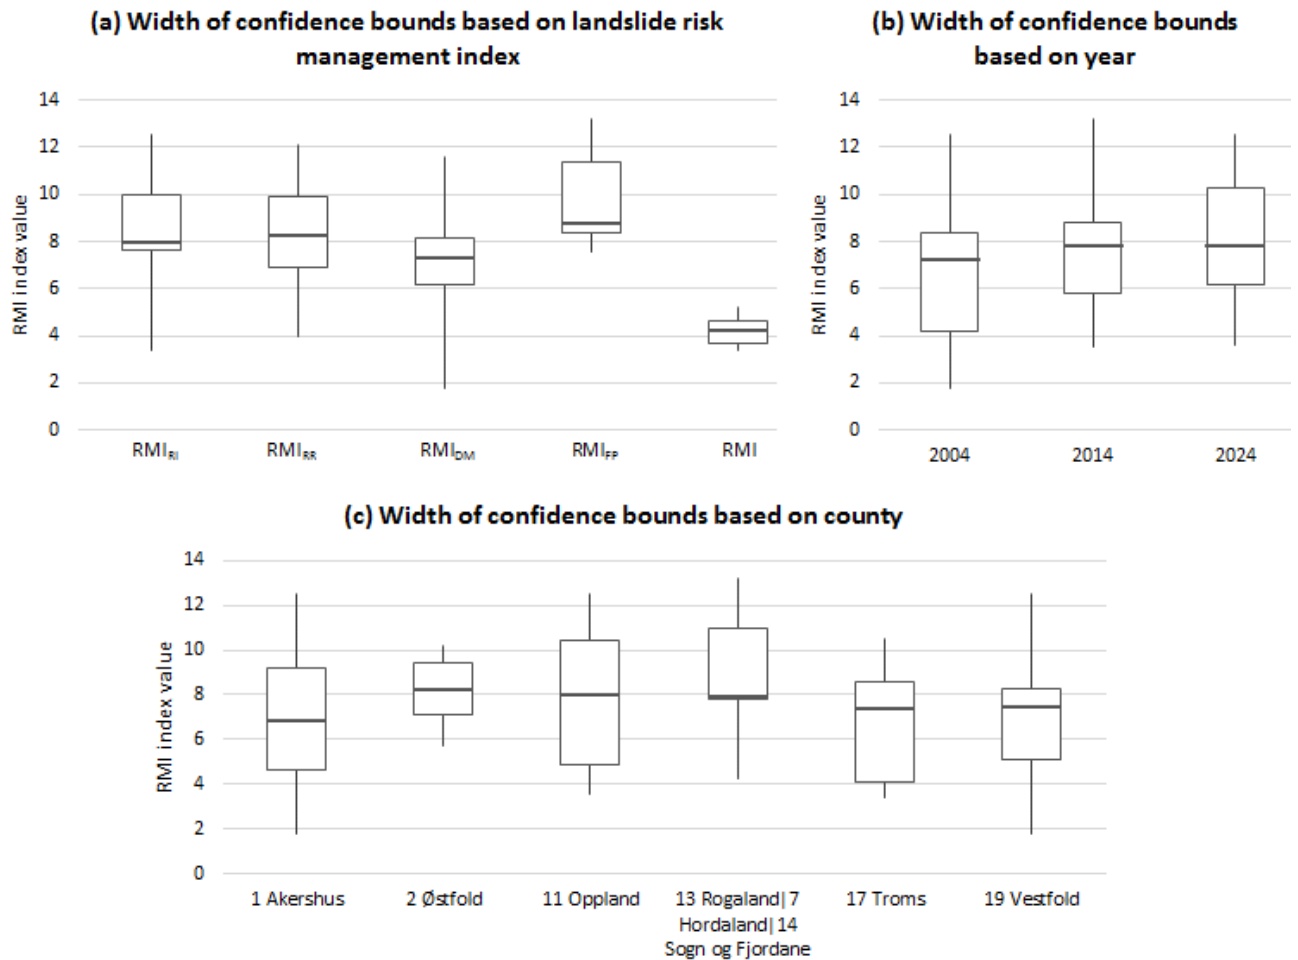 (a) Width of confidence bounds based on landslide risk
management index
14
12
10
8
6
4
2
0
RMI index value
RMI_RI RMI_RR RMI_DM RMI_FP RMI
(b) Width of confidence bounds
based on year
14
12
10
8
6
4
2
0
RMI index value
2004 2014 2024
(c) Width of confidence bounds based on county
14
12
10
8
6
4
2
0
RMI index value
1 Akershus 2 Østfold 11 Oppland 13 Rogaland|7 17 Troms 19 Vestfold
Hordaland|14
Sogn og Fjordane